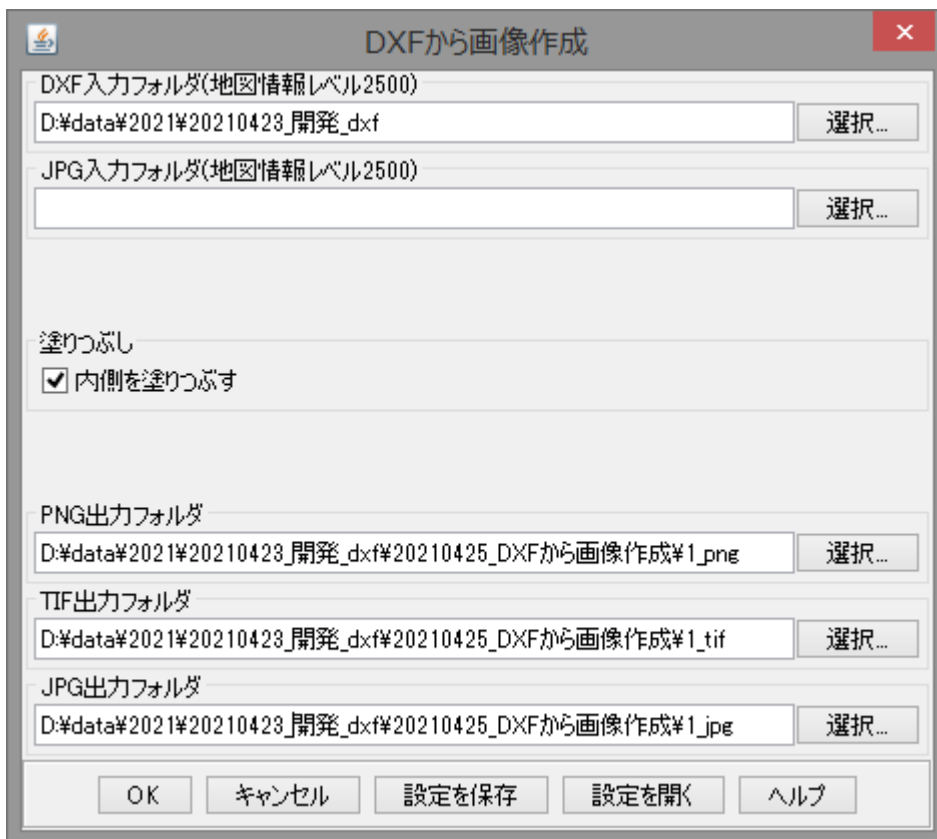 DXFから画像作成
DXF入力フォルダ(地図情報レベル2500)
D:¥data¥2021¥20210423_開発_dxf
選択...
JPG入力フォルダ(地図情報レベル2500)
選択...
塗りつぶし
内側を塗りつぶす
PNG出力フォルダ
D:¥data¥2021¥20210423_開発_dxf¥20210425_DXFから画像作成¥1_png
選択...
TIF出力フォルダ
D:¥data¥2021¥20210423_開発_dxf¥20210425_DXFから画像作成¥1_tif
選択...
JPG出力フォルダ
D:¥data¥2021¥20210423_開発_dxf¥20210425_DXFから画像作成¥1_jpg
選択...
OK キャンセル 設定を保存 設定を開く ヘルプ